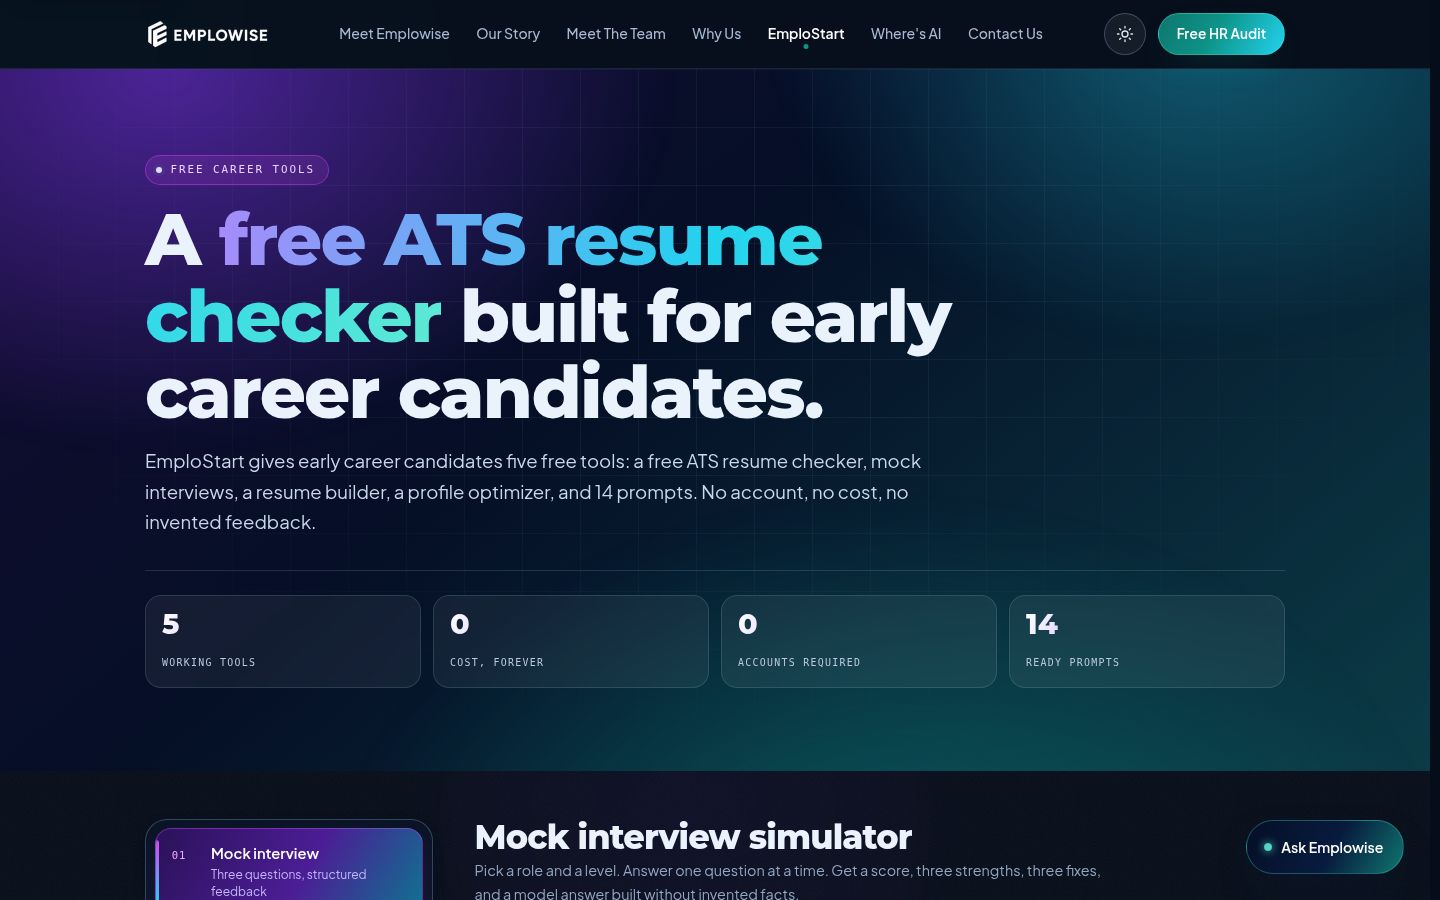 EMPLOWISE
Meet Emplowise
Our Story
Meet The Team
Why Us
EmploStart
Where's AI
Contact Us
Free HR Audit
FREE CAREER TOOLS
A free ATS resume
checker built for early
career candidates.
EmploStart gives early career candidates five free tools: a free ATS resume checker, mock
interviews, a resume builder, a profile optimizer, and 14 prompts. No account, no cost, no
invented feedback.
5
WORKING TOOLS
0
COST, FOREVER
0
ACCOUNTS REQUIRED
14
READY PROMPTS
01
Mock interview
Three questions, structured
feedback
Mock interview simulator
Pick a role and a level. Answer one question at a time. Get a score, three strengths, three fixes,
and a model answer built without invented facts.
Ask Emplowise